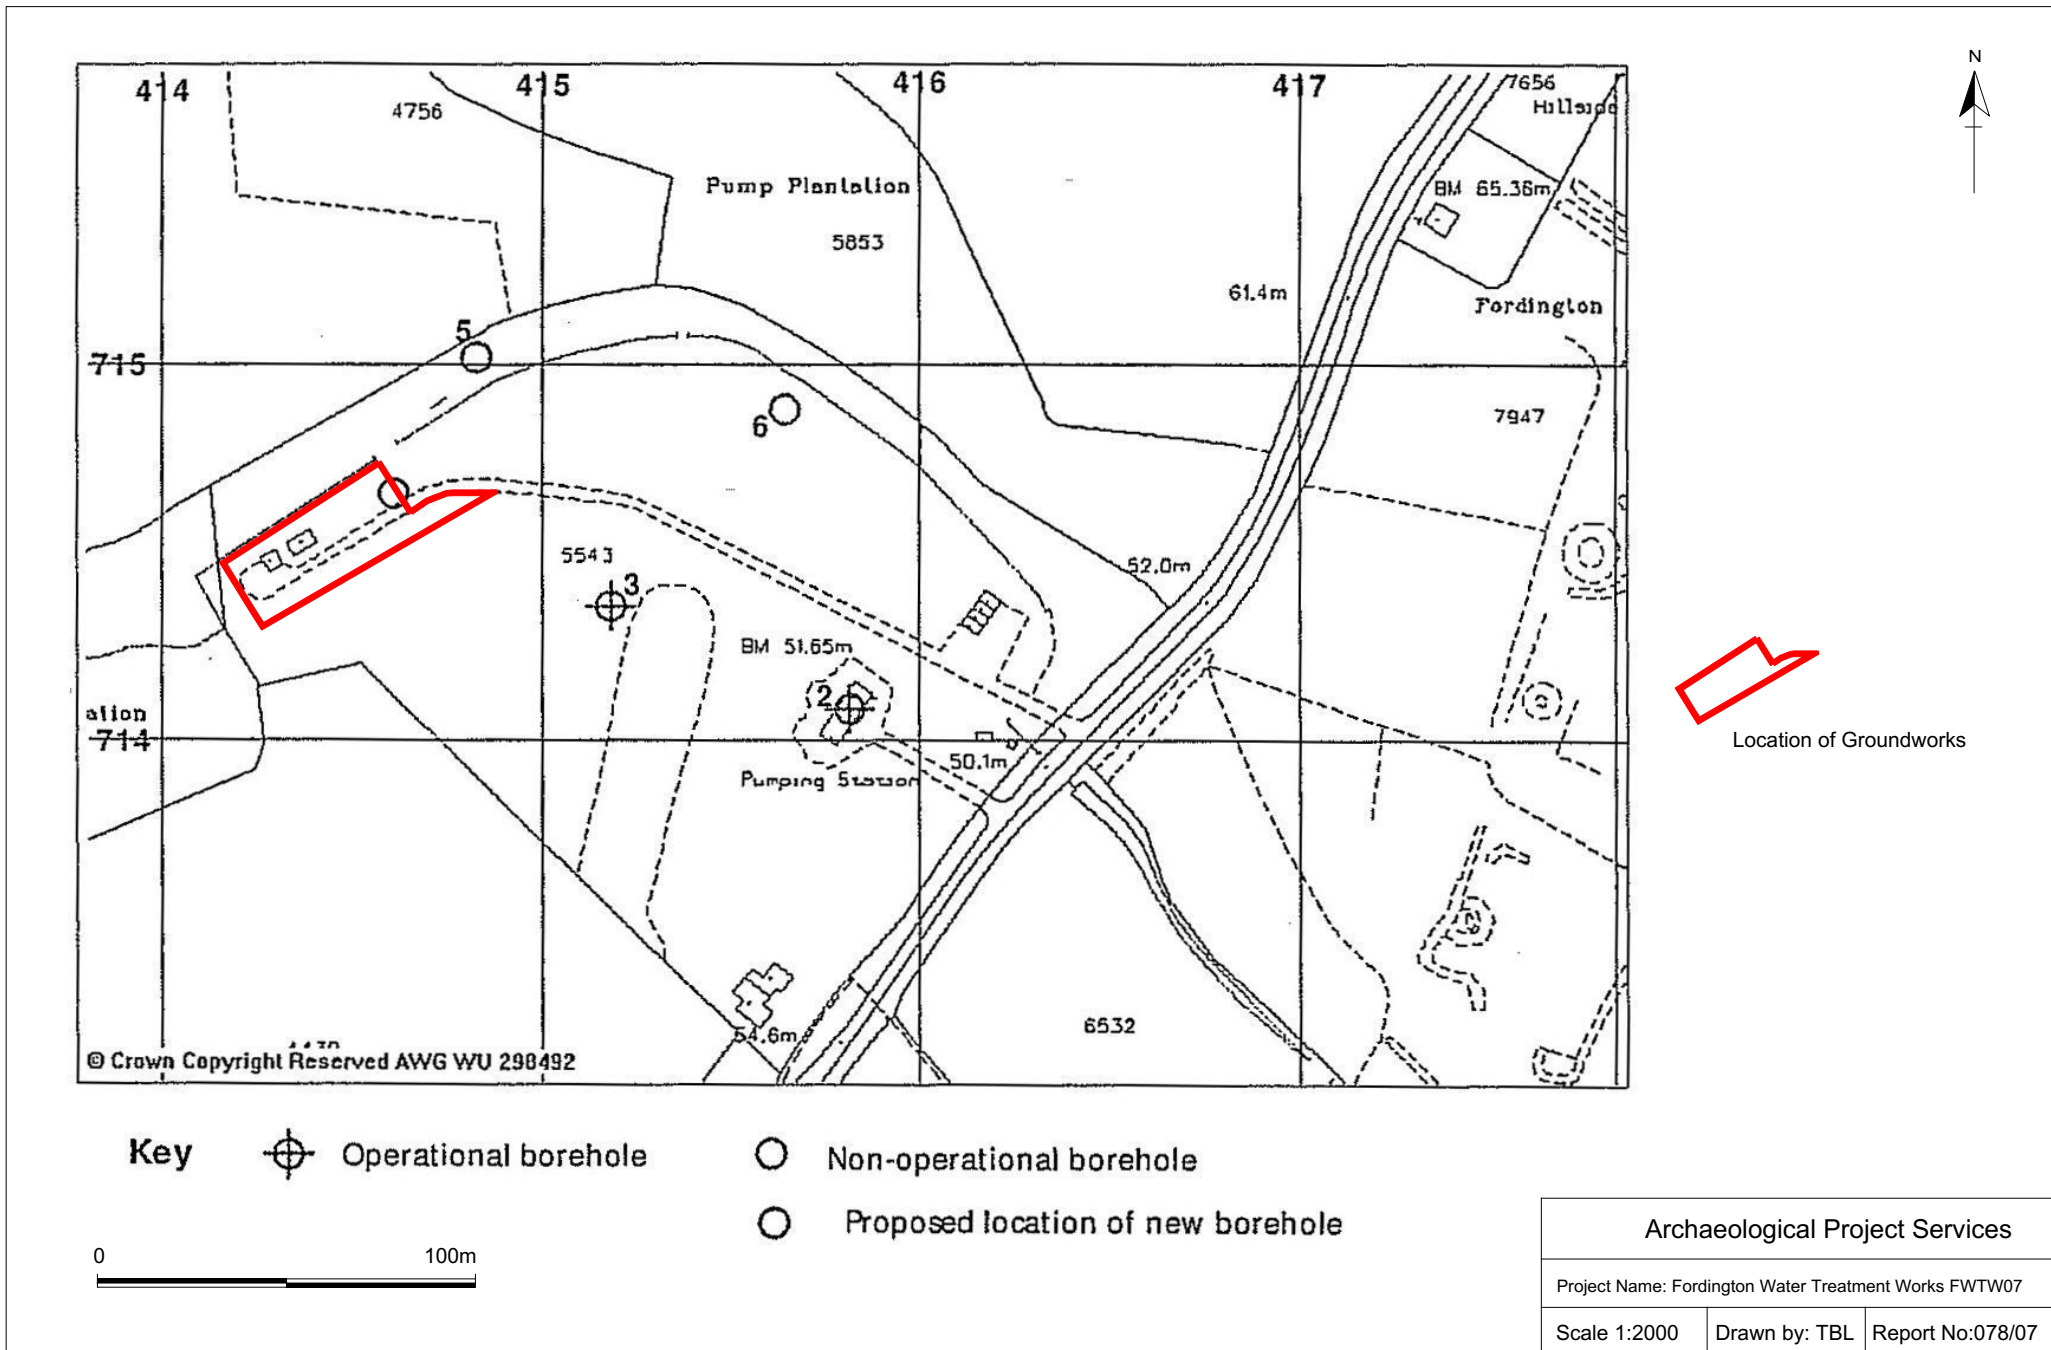 N
414
415
416
417
7656
Hillside
4756
Pump Plantation
BM 65.36m
5853
61.4m
Fordington
5
715
6
7947
5543
3
52.0m
BM 51.65m
2
ation
714
50.1m
Pumping Station
Location of Groundworks
54.6m
6532
© Crown Copyright Reserved AWG WU 298492
Key
Operational borehole
Non-operational borehole
Proposed location of new borehole
0 100m
Archaeological Project Services
Project Name: Fordington Water Treatment Works FWTW07
Scale 1:2000 Drawn by: TBL Report No:078/07